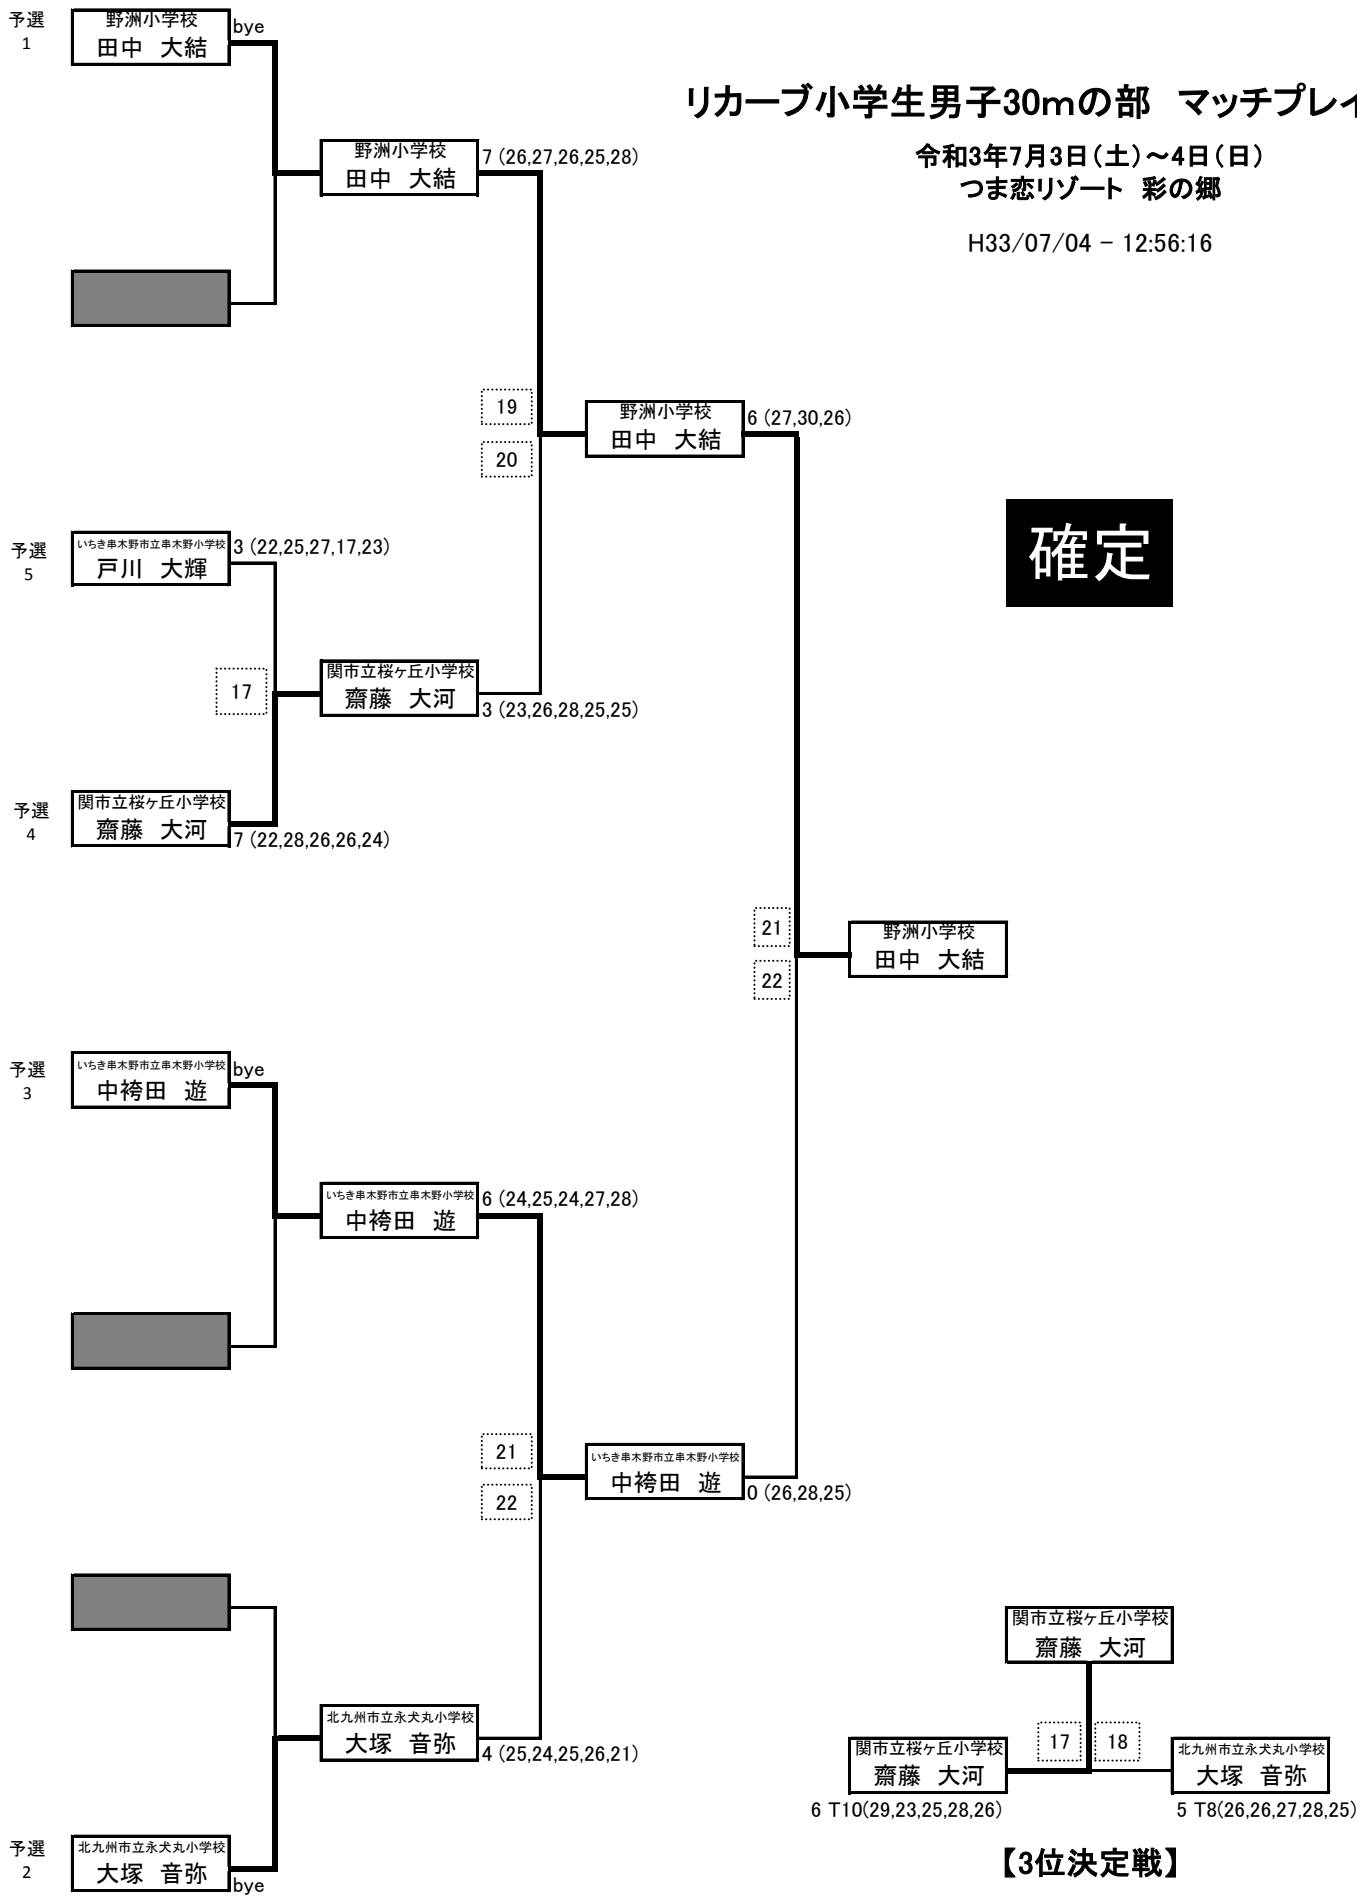 リカーブ小学生男子30mの部　マッチプレイ
令和3年7月3日(土)～4日(日)
つま恋リゾート　彩の郷
H33/07/04 - 12:56:16
確定
予選
1
野洲小学校
田中　大結
bye
野洲小学校
田中　大結
7 (26,27,26,25,28)
19
20
野洲小学校
田中　大結
6 (27,30,26)
予選
5
いちき串木野市立串木野小学校
戸川　大輝
3 (22,25,27,17,23)
17
関市立桜ヶ丘小学校
齋藤　大河
3 (23,26,28,25,25)
予選
4
関市立桜ヶ丘小学校
齋藤　大河
7 (22,28,26,26,24)
21
22
野洲小学校
田中　大結
予選
3
いちき串木野市立串木野小学校
中袴田　遊
bye
いちき串木野市立串木野小学校
中袴田　遊
6 (24,25,24,27,28)
21
22
いちき串木野市立串木野小学校
中袴田　遊
0 (26,28,25)
北九州市立永犬丸小学校
大塚　音弥
4 (25,24,25,26,21)
予選
2
北九州市立永犬丸小学校
大塚　音弥
bye
関市立桜ヶ丘小学校
齋藤　大河
17
18
関市立桜ヶ丘小学校
齋藤　大河
6 T10(29,23,25,28,26)
北九州市立永犬丸小学校
大塚　音弥
5 T8(26,26,27,28,25)
【3位決定戦】